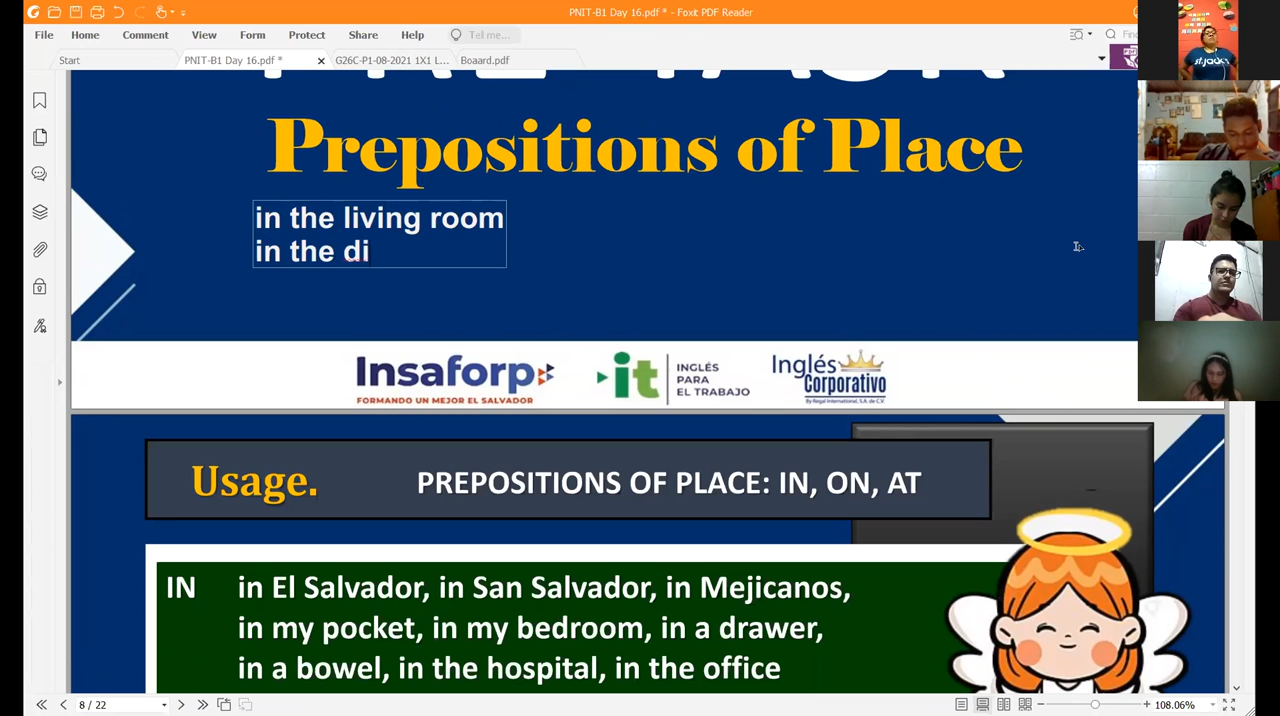 PNIT-B1 Day 16.pdf * - Foxit PDF Reader
File Home Comment View Form Protect Share Help Tell me...
Start PNIT-B1 Day 16.pdf * G26C-P1-08-2021 1X1 L... Boaard.pdf
Prepositions of Place
in the living room
in the di
Insaforp
FORMANDO UN MEJOR EL SALVADOR
it
INGLÉS
PARA
EL TRABAJO
Inglés
Corporativo
By Regal International, S.A. de C.V.
Usage. PREPOSITIONS OF PLACE: IN, ON, AT
IN in El Salvador, in San Salvador, in Mejicanos,
in my pocket, in my bedroom, in a drawer,
in a bowel, in the hospital, in the office
8 / 22
108.06%